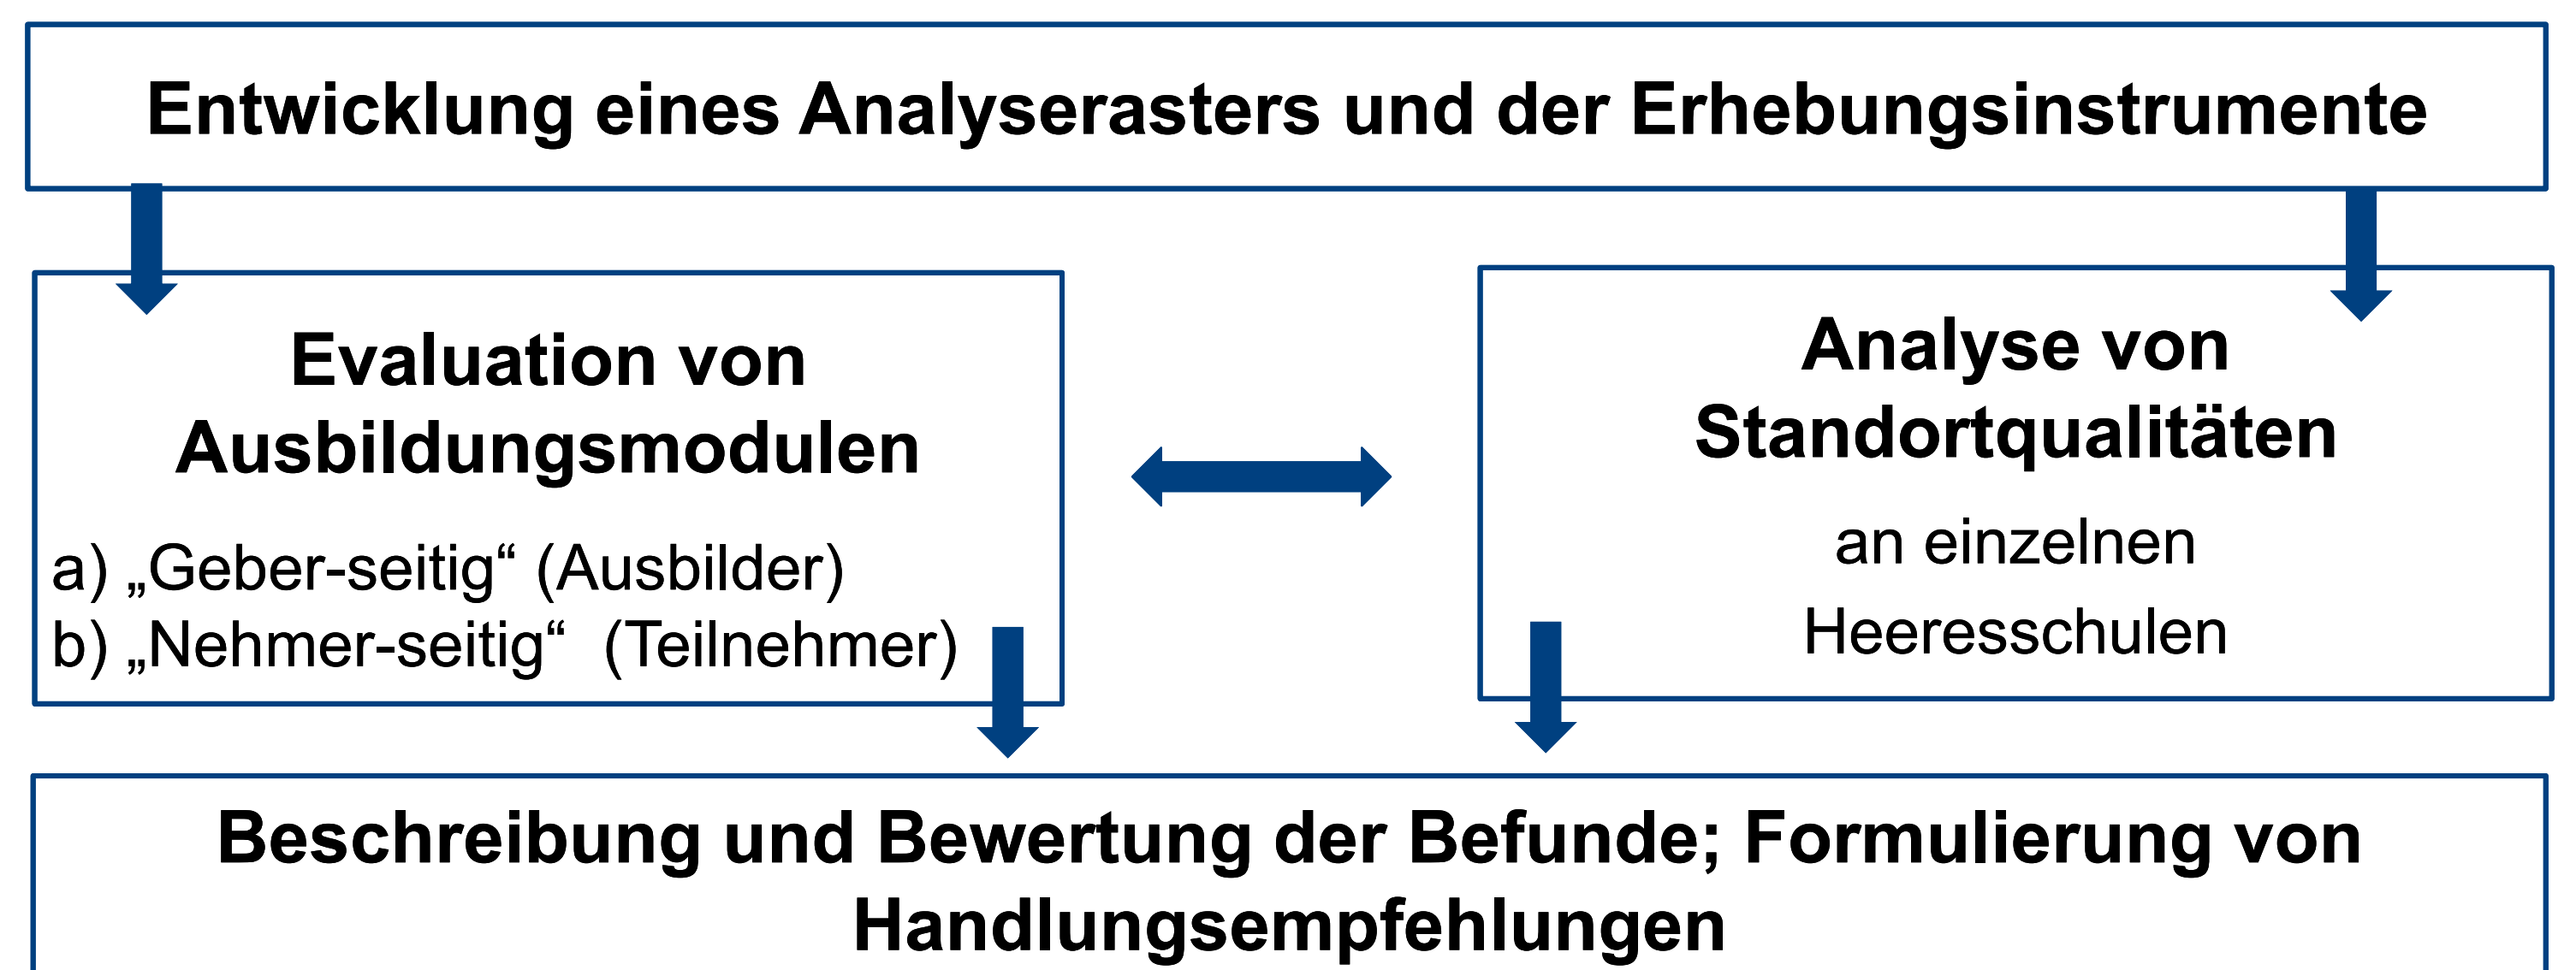 Entwicklung eines Analyserasters und der Erhebungsinstrumente
Evaluation von
Ausbildungsmodulen
a) „Geber-seitig“ (Ausbilder)
b) „Nehmer-seitig“  (Teilnehmer)
Analyse von
Standortqualitäten
an einzelnen
Heeresschulen
Beschreibung und Bewertung der Befunde; Formulierung von
Handlungsempfehlungen